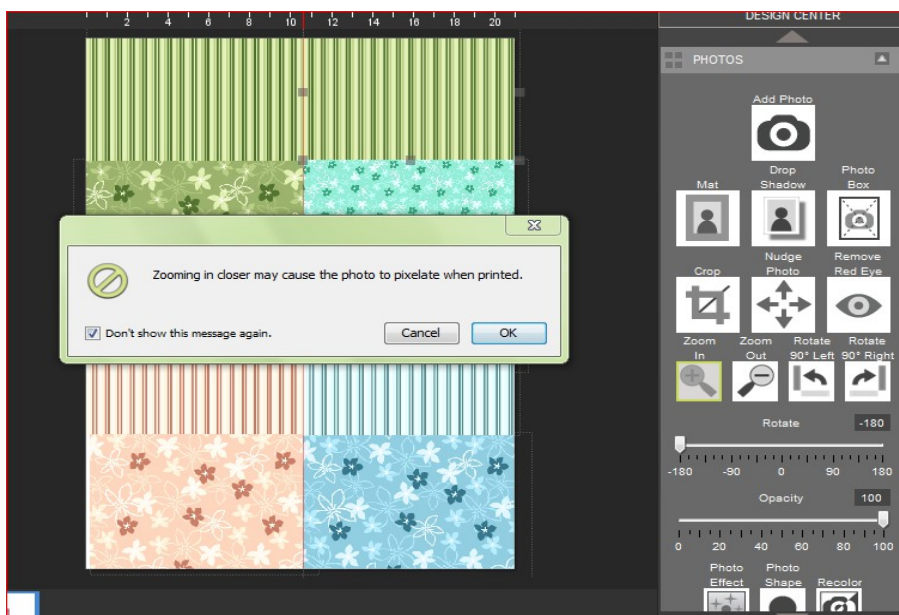 2 4 6 8 10 12 14 16 18 20
DESIGN CENTER
PHOTOS
Add Photo
Mat
Drop Shadow
Photo Box
Crop
Nudge Photo
Remove Red Eye
Zoom In
Zoom Out
Rotate 90° Left
Rotate 90° Right
Zooming in closer may cause the photo to pixelate when printed.
Don't show this message again.
Cancel
OK
Rotate
-180
-180 -90 0 90 180
Opacity
100
0 20 40 60 80 100
Photo Effect
Photo Shape
Recolor